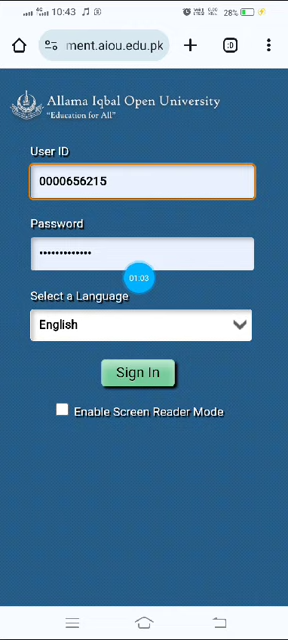 10:43
28%
ment.aiou.edu.pk
:D
Allama Iqbal Open University
"Education for All"
User ID
0000656215
Password
•••••••••••••
01:03
Select a Language
English
Sign In
Enable Screen Reader Mode